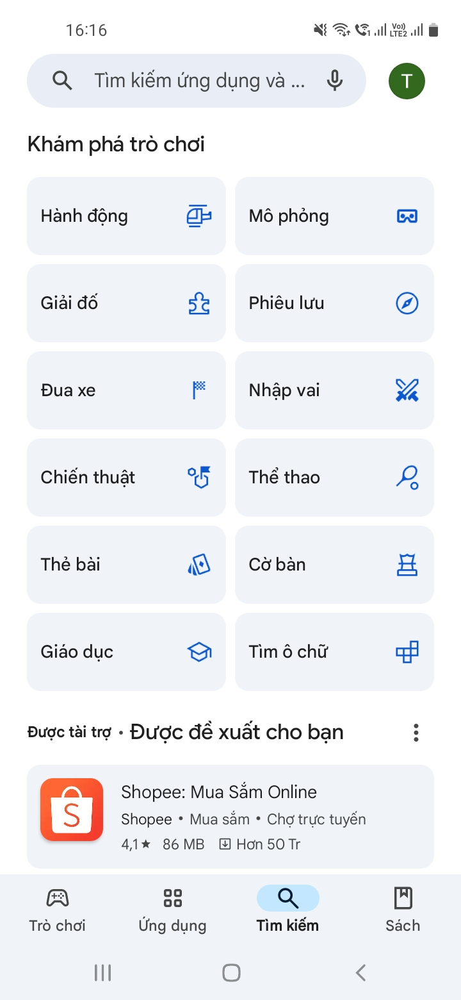 16:16
Vo)) 1 LTE2
Tìm kiếm ứng dụng và ...
T
Khám phá trò chơi
Hành động
Mô phỏng
Giải đố
Phiêu lưu
Đua xe
Nhập vai
Chiến thuật
Thể thao
Thẻ bài
Cờ bàn
Giáo dục
Tìm ô chữ
Được tài trợ • Được đề xuất cho bạn
Shopee: Mua Sắm Online
Shopee • Mua sắm • Chợ trực tuyến
4,1★ 86 MB Hơn 50 Tr
Trò chơi
Ứng dụng
Tìm kiếm
Sách